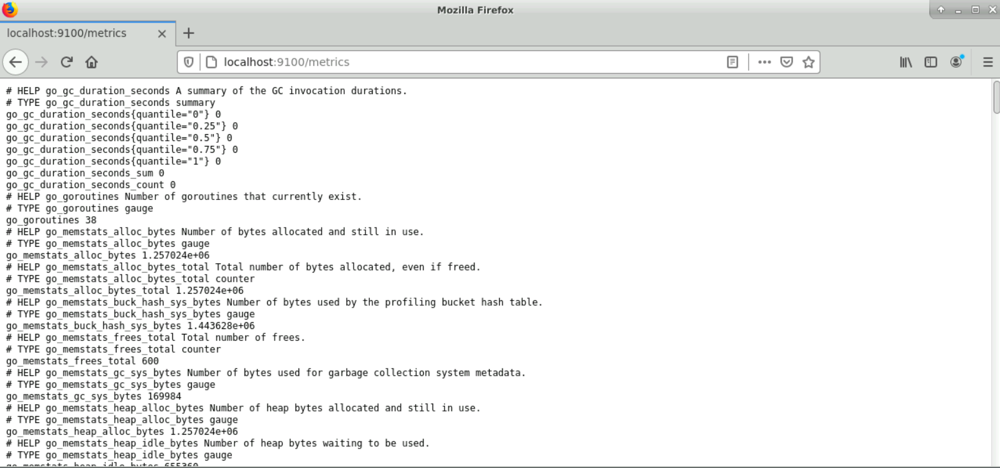 Mozilla Firefox
localhost:9100/metrics
localhost:9100/metrics
# HELP go_gc_duration_seconds A summary of the GC invocation durations.
# TYPE go_gc_duration_seconds summary
go_gc_duration_seconds{quantile="0"} 0
go_gc_duration_seconds{quantile="0.25"} 0
go_gc_duration_seconds{quantile="0.5"} 0
go_gc_duration_seconds{quantile="0.75"} 0
go_gc_duration_seconds{quantile="1"} 0
go_gc_duration_seconds_sum 0
go_gc_duration_seconds_count 0
# HELP go_goroutines Number of goroutines that currently exist.
# TYPE go_goroutines gauge
go_goroutines 38
# HELP go_memstats_alloc_bytes Number of bytes allocated and still in use.
# TYPE go_memstats_alloc_bytes gauge
go_memstats_alloc_bytes 1.257024e+06
# HELP go_memstats_alloc_bytes_total Total number of bytes allocated, even if freed.
# TYPE go_memstats_alloc_bytes_total counter
go_memstats_alloc_bytes_total 1.257024e+06
# HELP go_memstats_buck_hash_sys_bytes Number of bytes used by the profiling bucket hash table.
# TYPE go_memstats_buck_hash_sys_bytes gauge
go_memstats_buck_hash_sys_bytes 1.443628e+06
# HELP go_memstats_frees_total Total number of frees.
# TYPE go_memstats_frees_total counter
go_memstats_frees_total 600
# HELP go_memstats_gc_sys_bytes Number of bytes used for garbage collection system metadata.
# TYPE go_memstats_gc_sys_bytes gauge
go_memstats_gc_sys_bytes 169984
# HELP go_memstats_heap_alloc_bytes Number of heap bytes allocated and still in use.
# TYPE go_memstats_heap_alloc_bytes gauge
go_memstats_heap_alloc_bytes 1.257024e+06
# HELP go_memstats_heap_idle_bytes Number of heap bytes waiting to be used.
# TYPE go_memstats_heap_idle_bytes gauge
go_memstats_heap_idle_bytes 655360